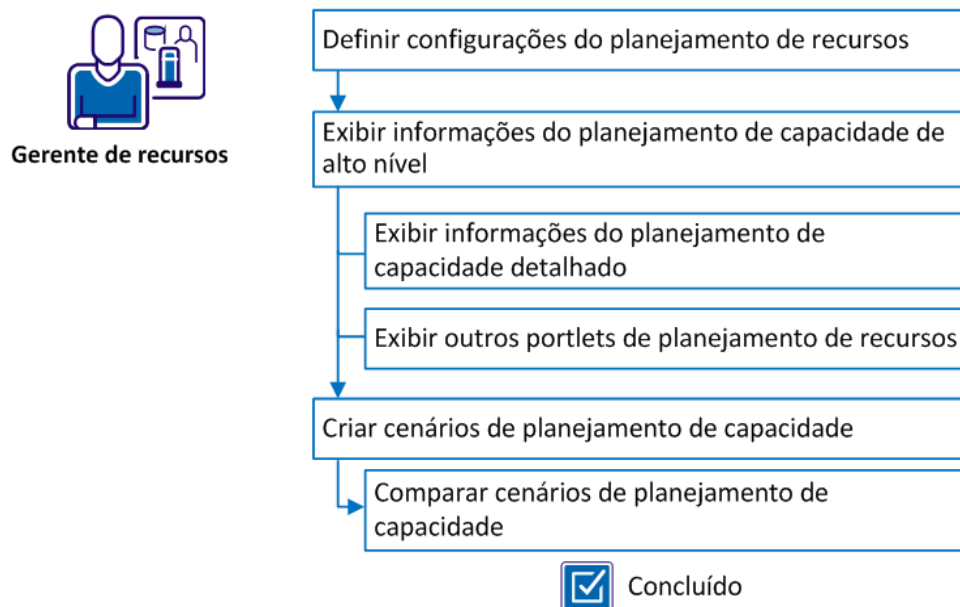 Definir configurações do planejamento de recursos
Gerente de recursos
Exibir informações do planejamento de capacidade de
alto nível
Exibir informações do planejamento de
capacidade detalhado
Exibir outros portlets de planejamento de recursos
Criar cenários de planejamento de capacidade
Comparar cenários de planejamento de
capacidade
Concluído